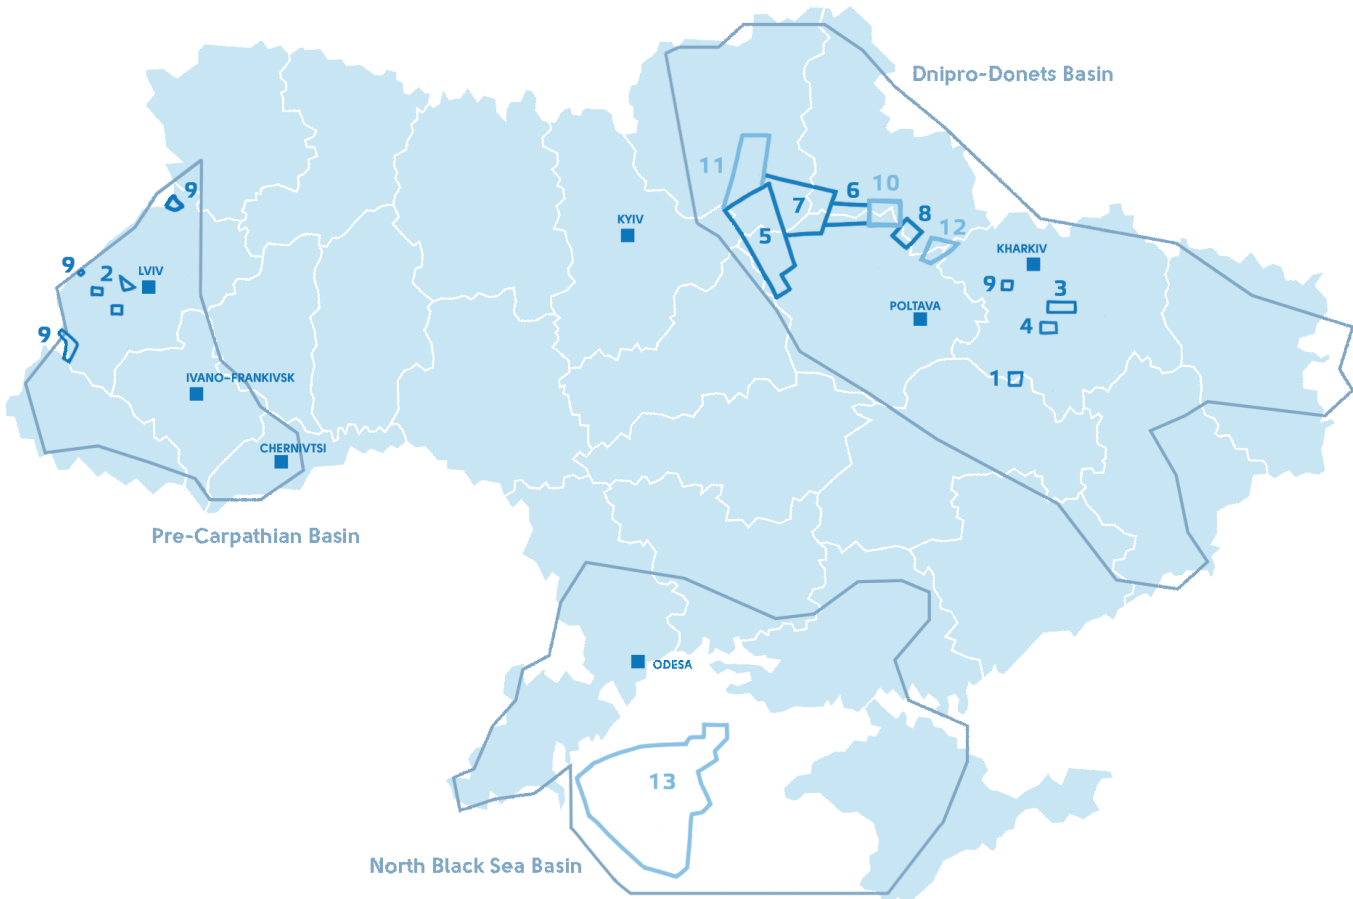 Dnipro-Donets Basin
11
6
10
9
7
8
KYIV
5
12
KHARKIV
9
2
LVIV
9
3
POLTAVA
4
9
IVANO-FRANKIVSK
1
CHERNIVTSI
Pre-Carpathian Basin
ODESA
13
North Black Sea Basin